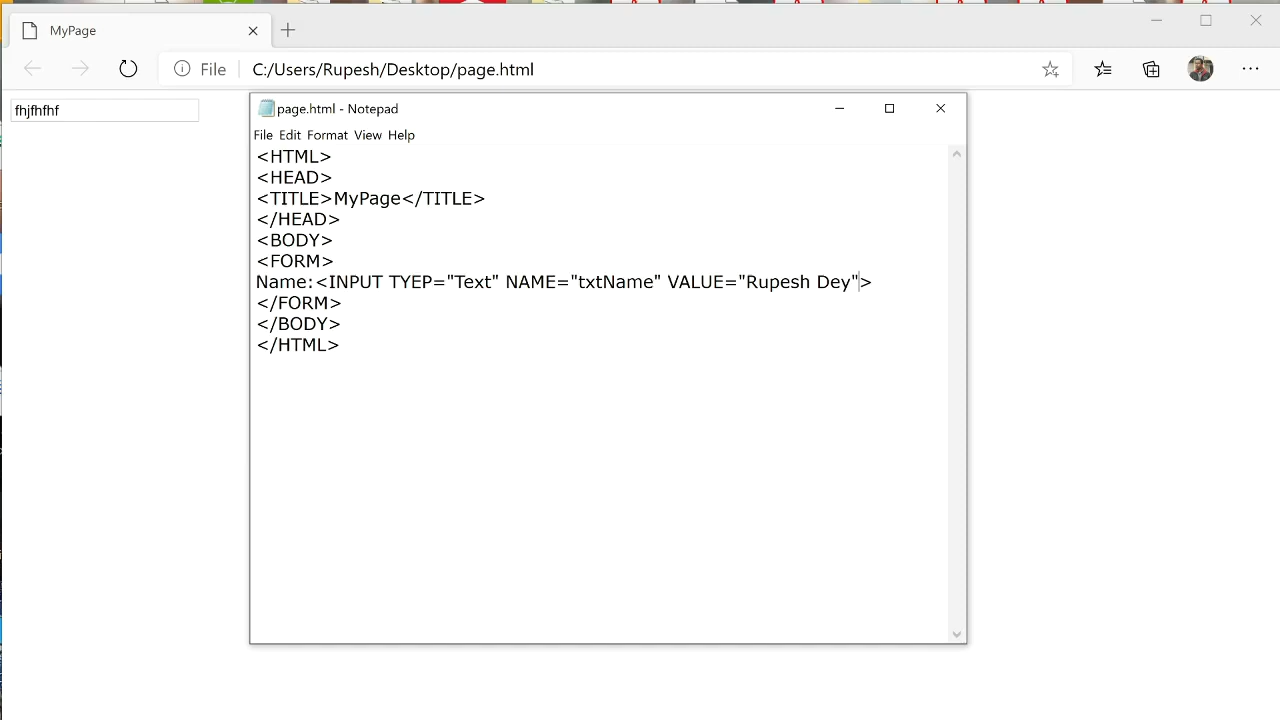 MyPage
File
C:/Users/Rupesh/Desktop/page.html
fhjfhfhf
page.html - Notepad
File Edit Format View Help
<HTML>
<HEAD>
<TITLE>MyPage</TITLE>
</HEAD>
<BODY>
<FORM>
Name:<INPUT TYEP="Text" NAME="txtName" VALUE="Rupesh Dey">
</FORM>
</BODY>
</HTML>